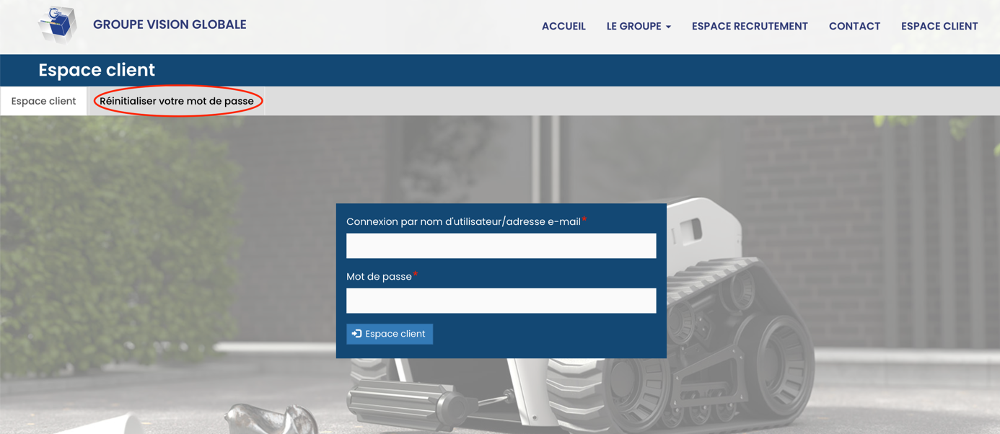 GROUPE VISION GLOBALE
ACCUEIL LE GROUPE ESPACE RECRUTEMENT CONTACT ESPACE CLIENT
Espace client
Espace client Réinitialiser votre mot de passe
Connexion par nom d'utilisateur/adresse e-mail*
Mot de passe*
Espace client